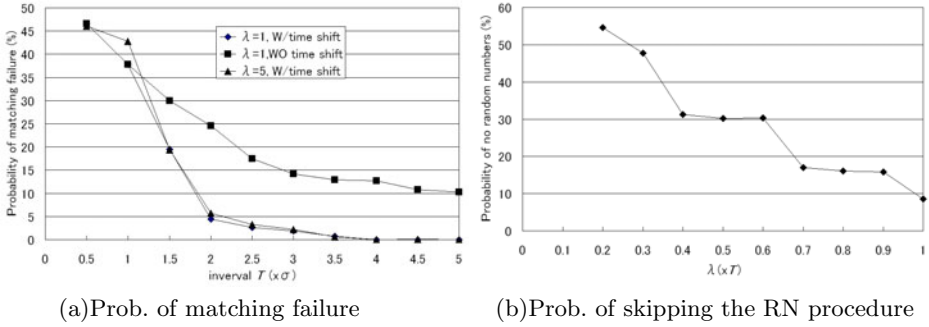 Probability of matching failure (%)
50
45
40
35
30
25
20
15
10
5
0
λ=1, W/time shift
λ=1,WO time shift
λ=5, W/time shift
0 0.5 1 1.5 2 2.5 3 3.5 4 4.5 5
inverval T (xσ)
(a)Prob. of matching failure
Probability of no random numbers (%)
60
50
40
30
20
10
0
0 0.1 0.2 0.3 0.4 0.5 0.6 0.7 0.8 0.9 1
λ(xT)
(b)Prob. of skipping the RN procedure